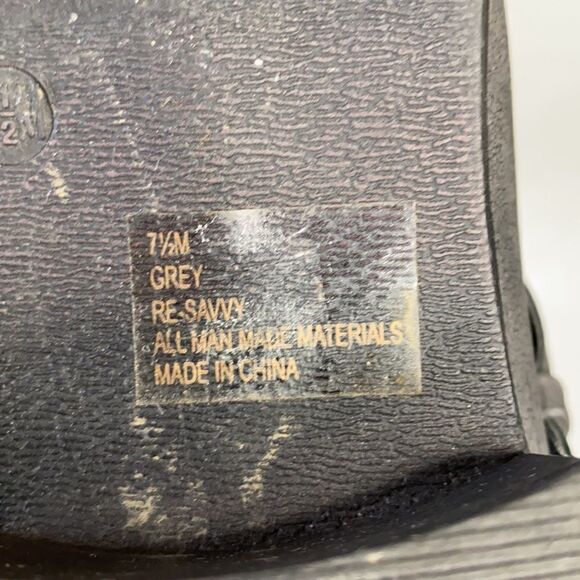 7½M
GREY
RE-SAVVY
ALL MAN MADE MATERIALS
MADE IN CHINA